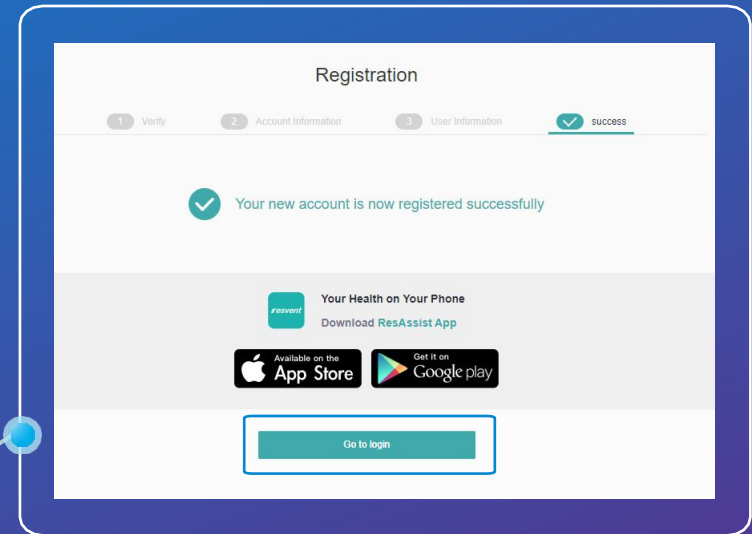 Registration
1 Verify 2 Account Information 3 User Information success
Your new account is now registered successfully
resvent
Your Health on Your Phone
Download ResAssist App
Available on the
App Store
Get it on
Google play
Go to login